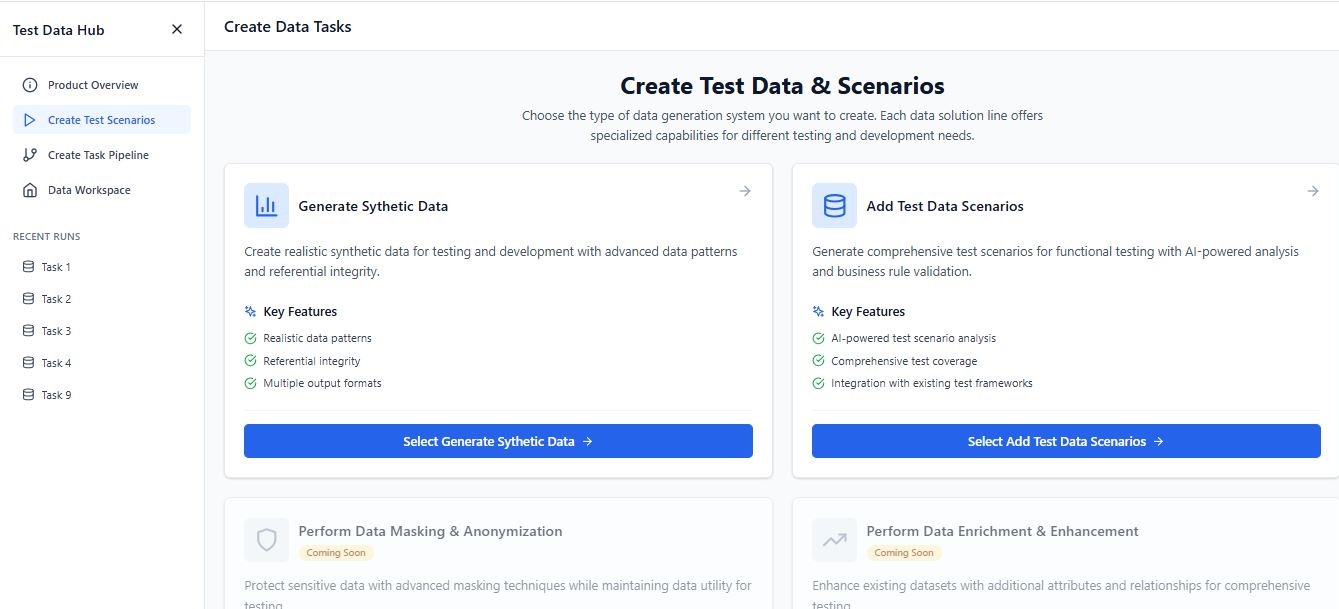 Test Data Hub
Product Overview
Create Test Scenarios
Create Task Pipeline
Data Workspace
RECENT RUNS
Task 1
Task 2
Task 3
Task 4
Task 9
Create Data Tasks
Create Test Data & Scenarios
Choose the type of data generation system you want to create. Each data solution line offers
specialized capabilities for different testing and development needs.
Generate Sythetic Data
Create realistic synthetic data for testing and development with advanced data patterns
and referential integrity.
Key Features
Realistic data patterns
Referential integrity
Multiple output formats
Select Generate Sythetic Data
Add Test Data Scenarios
Generate comprehensive test scenarios for functional testing with AI-powered analysis
and business rule validation.
Key Features
AI-powered test scenario analysis
Comprehensive test coverage
Integration with existing test frameworks
Select Add Test Data Scenarios
Perform Data Masking & Anonymization
Coming Soon
Protect sensitive data with advanced masking techniques while maintaining data utility for
testing
Perform Data Enrichment & Enhancement
Coming Soon
Enhance existing datasets with additional attributes and relationships for comprehensive
testing